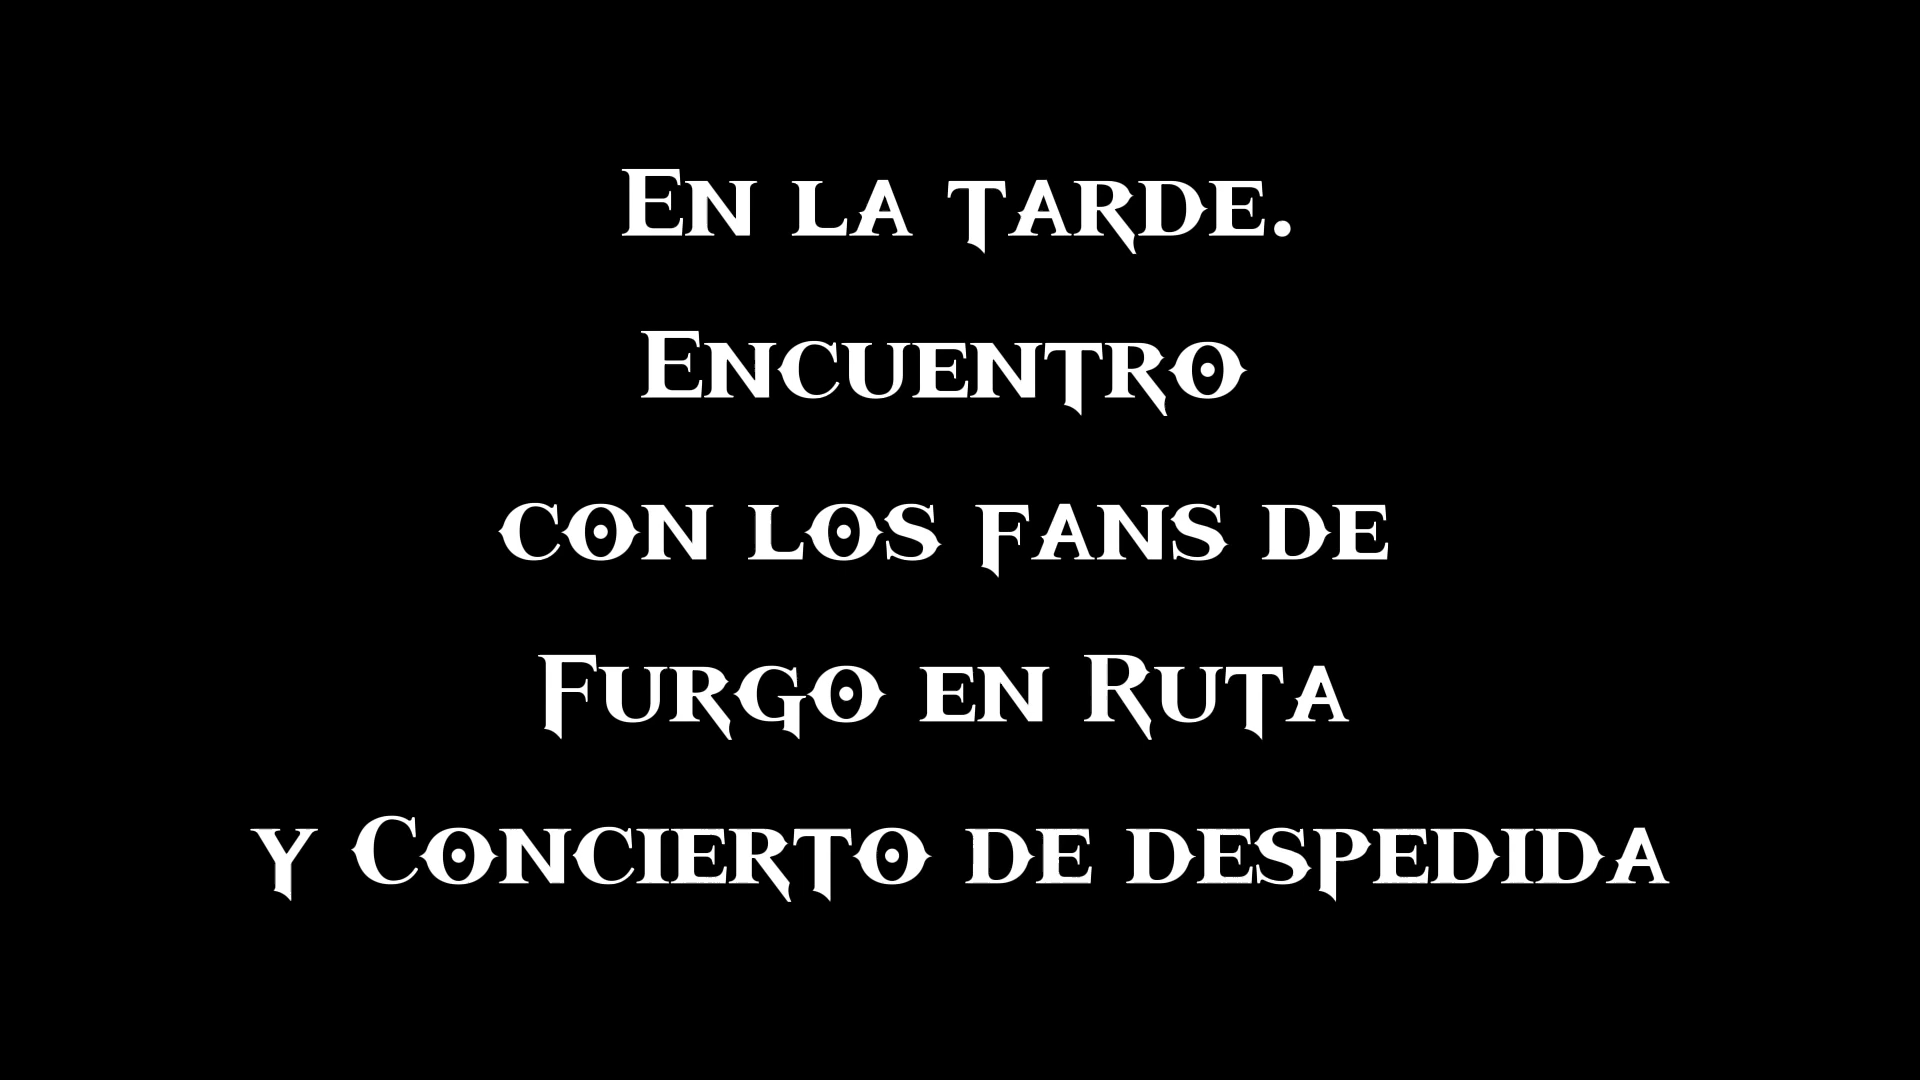 En la tarde.
Encuentro
con los fans de
Furgo en Ruta
y Concierto de despedida